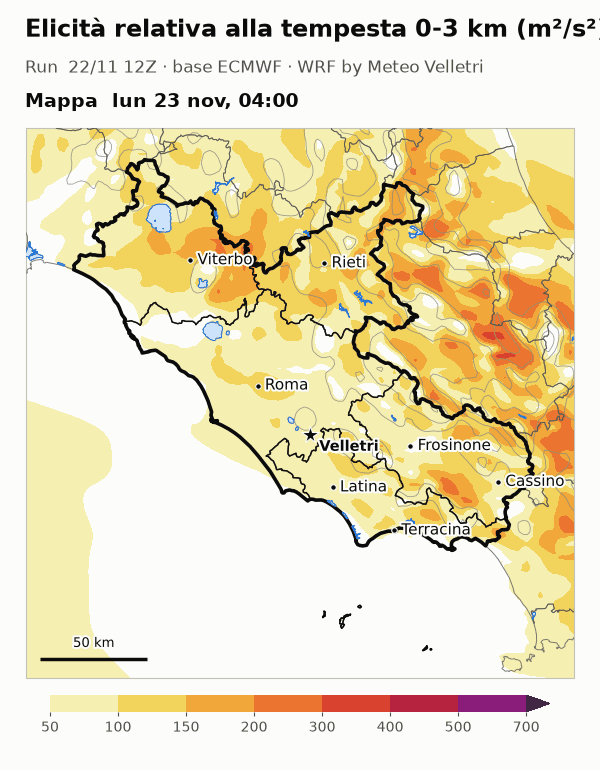 Elicità relativa alla tempesta 0-3 km (m²/s²)
Run  22/11 12Z · base ECMWF · WRF by Meteo Velletri
Mappa  lun 23 nov, 04:00
Viterbo
Rieti
Roma
Velletri
Frosinone
Cassino
Latina
Terracina
50 km
50 100 150 200 300 400 500 700